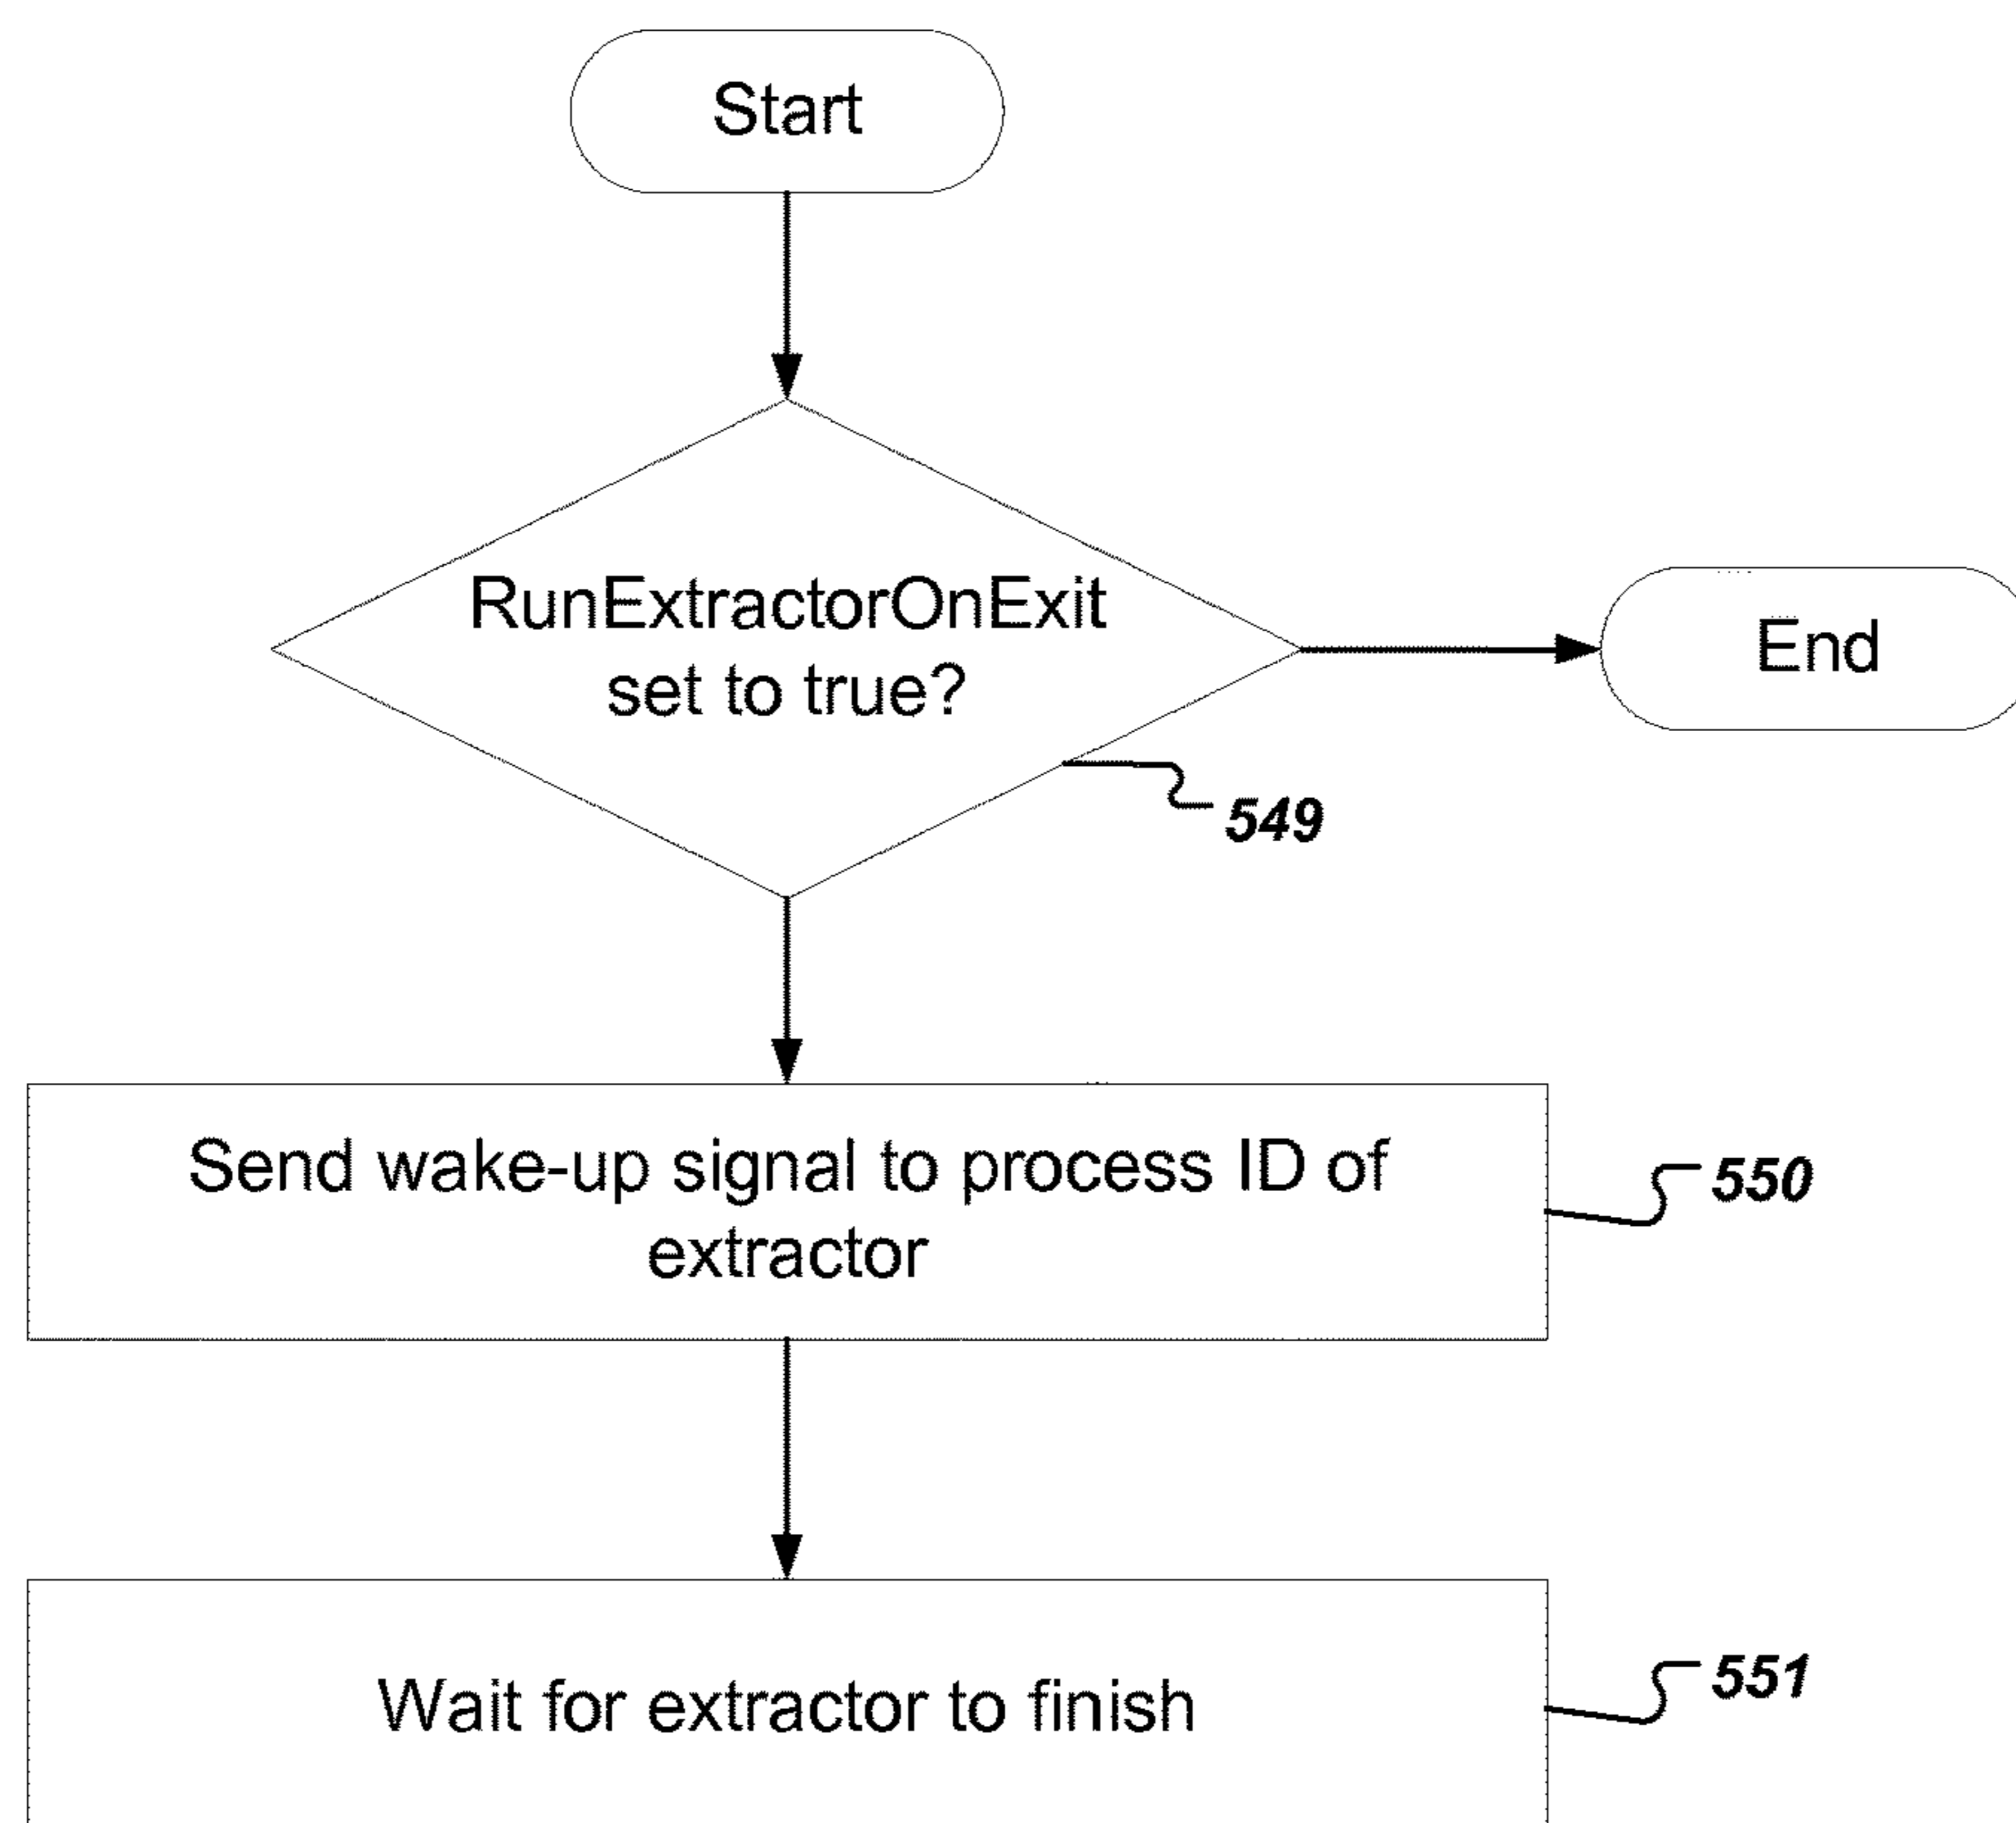 Start
RunExtractorOnExit
set to true?
End
549
Send wake-up signal to process ID of
extractor
550
Wait for extractor to finish
551